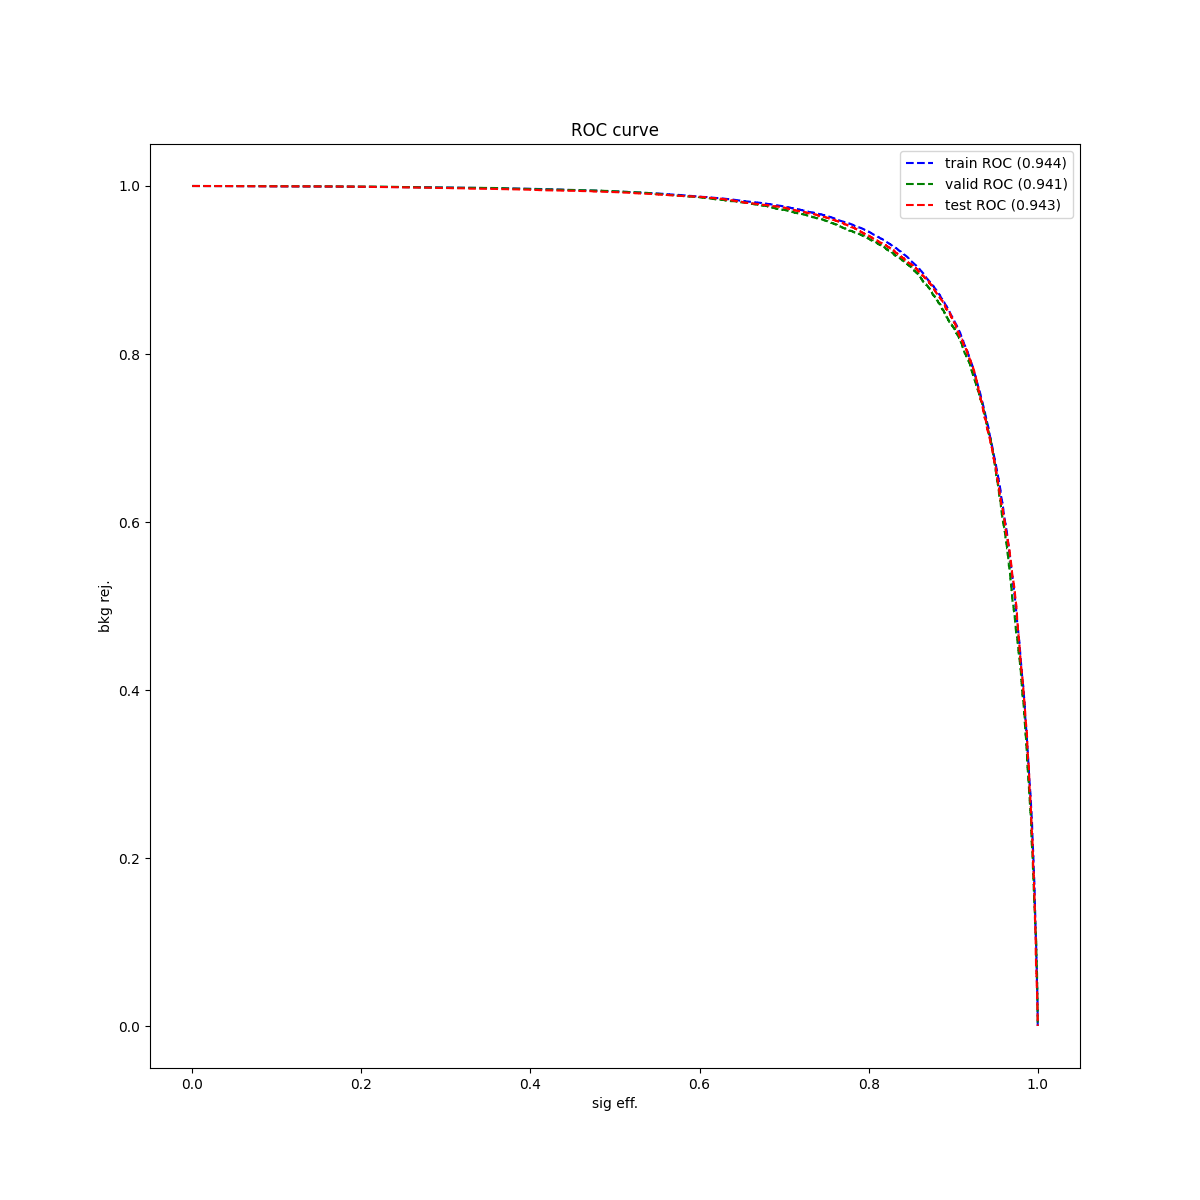 ROC curve
train ROC (0.944)
valid ROC (0.941)
test ROC (0.943)
1.0
0.8
0.6
0.4
0.2
0.0
bkg rej.
0.0 0.2 0.4 0.6 0.8 1.0
sig eff.